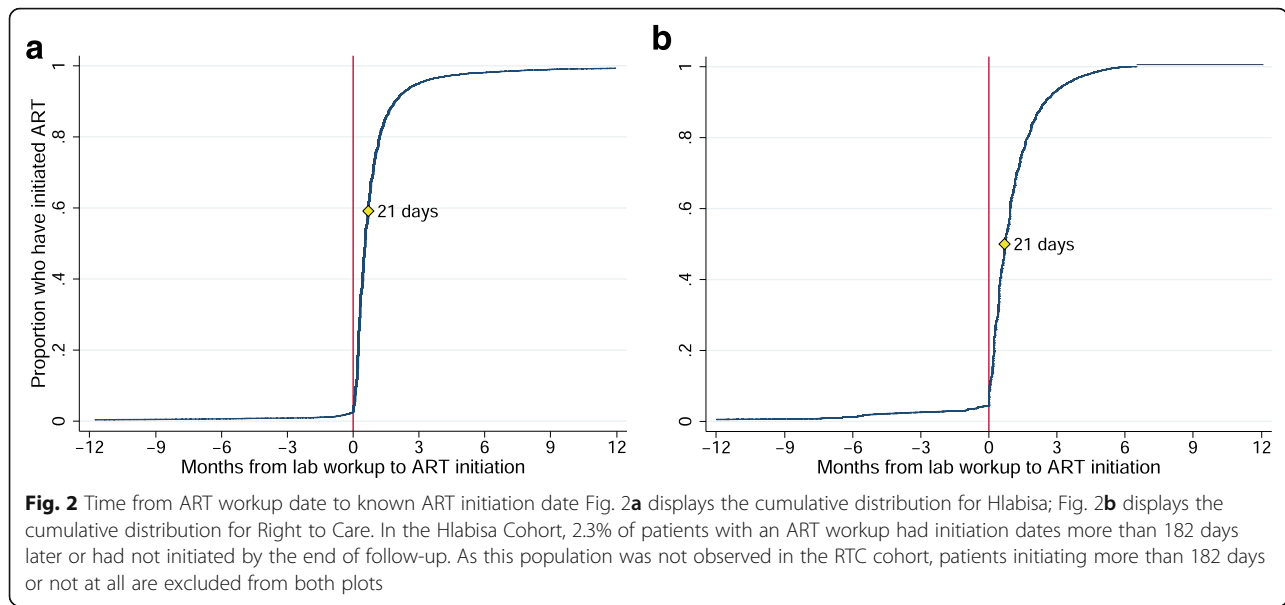 a
b
Proportion who have initiated ART
1
.8
.6
.4
.2
0
21 days
−12 −9 −6 −3 0 3 6 9 12
Months from lab workup to ART initiation
1
.8
.6
.4
.2
0
21 days
−12 −9 −6 −3 0 3 6 9 12
Months from lab workup to ART initiation
Fig. 2 Time from ART workup date to known ART initiation date Fig. 2a displays the cumulative distribution for Hlabisa; Fig. 2b displays the
cumulative distribution for Right to Care. In the Hlabisa Cohort, 2.3% of patients with an ART workup had initiation dates more than 182 days
later or had not initiated by the end of follow-up. As this population was not observed in the RTC cohort, patients initiating more than 182 days
or not at all are excluded from both plots